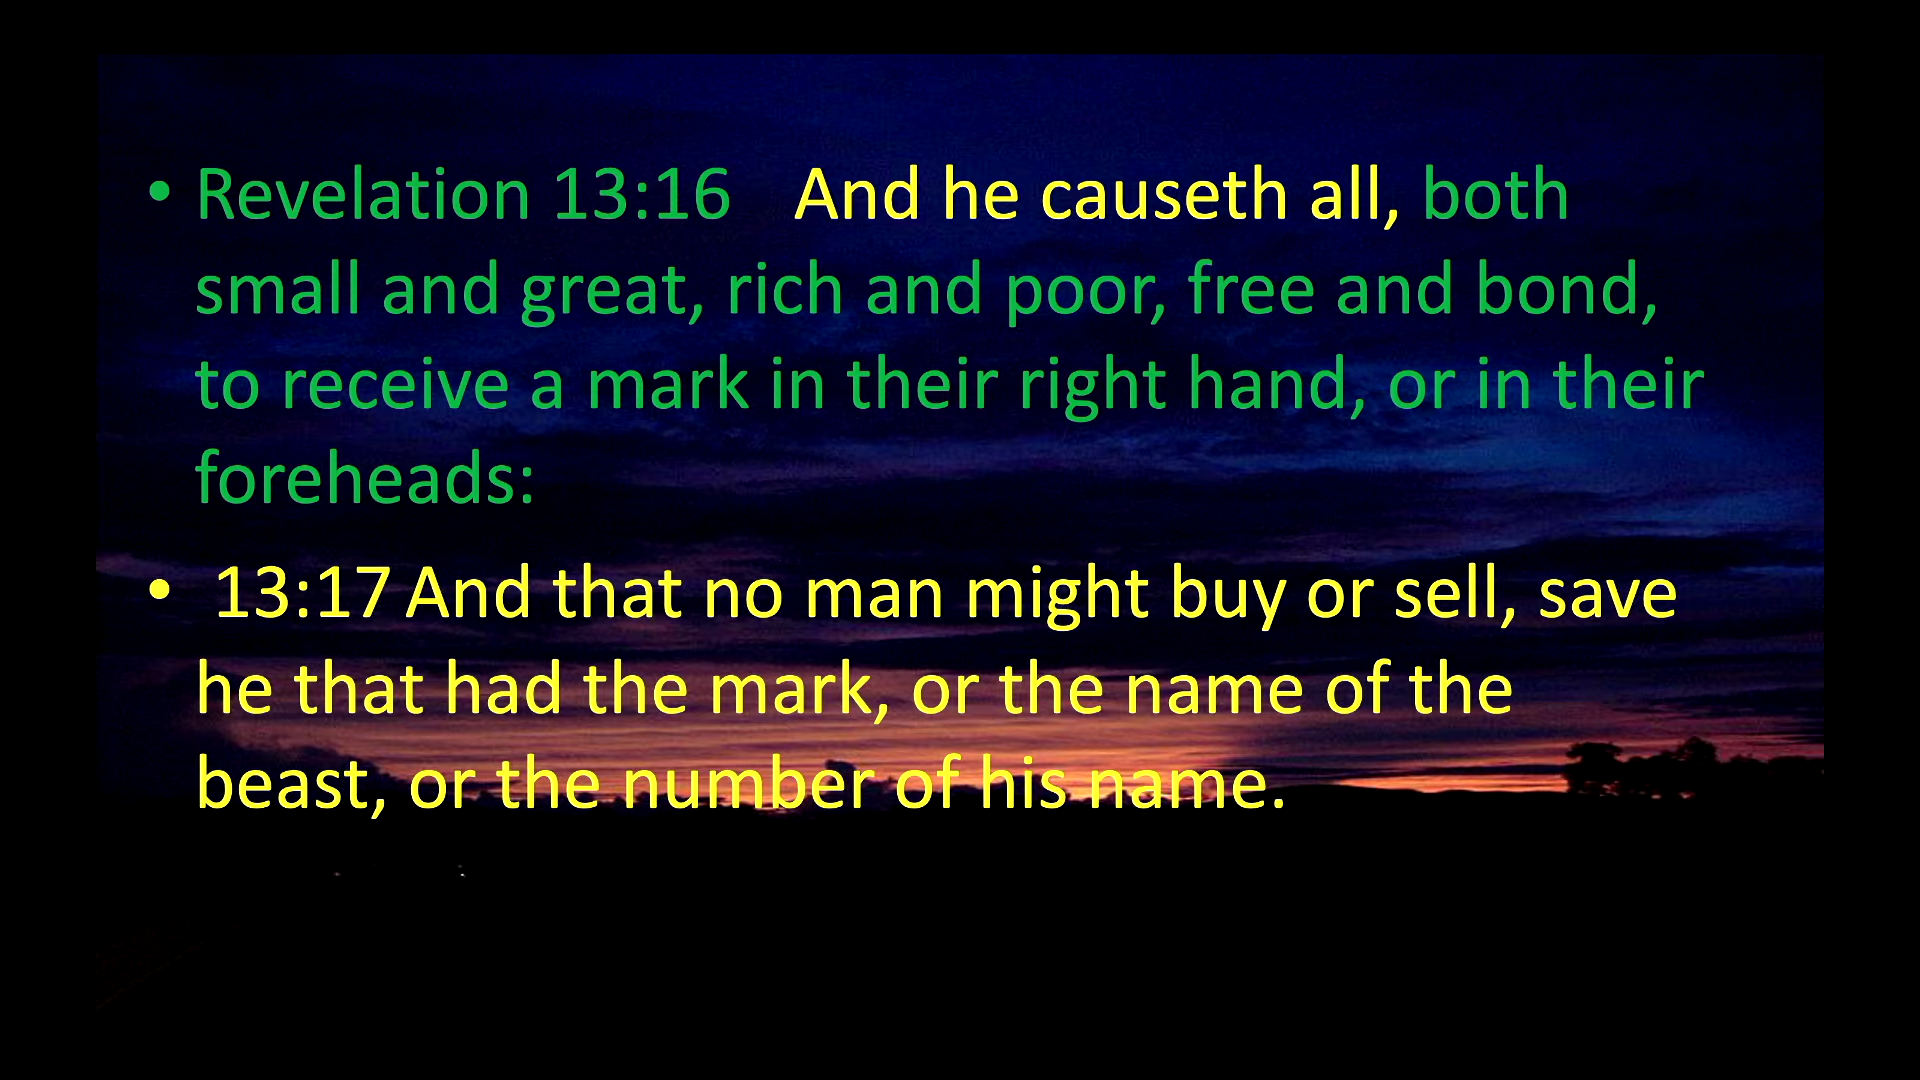 • Revelation 13:16 And he causeth all, both
small and great, rich and poor, free and bond,
to receive a mark in their right hand, or in their
foreheads:
• 13:17 And that no man might buy or sell, save
he that had the mark, or the name of the
beast, or the number of his name.